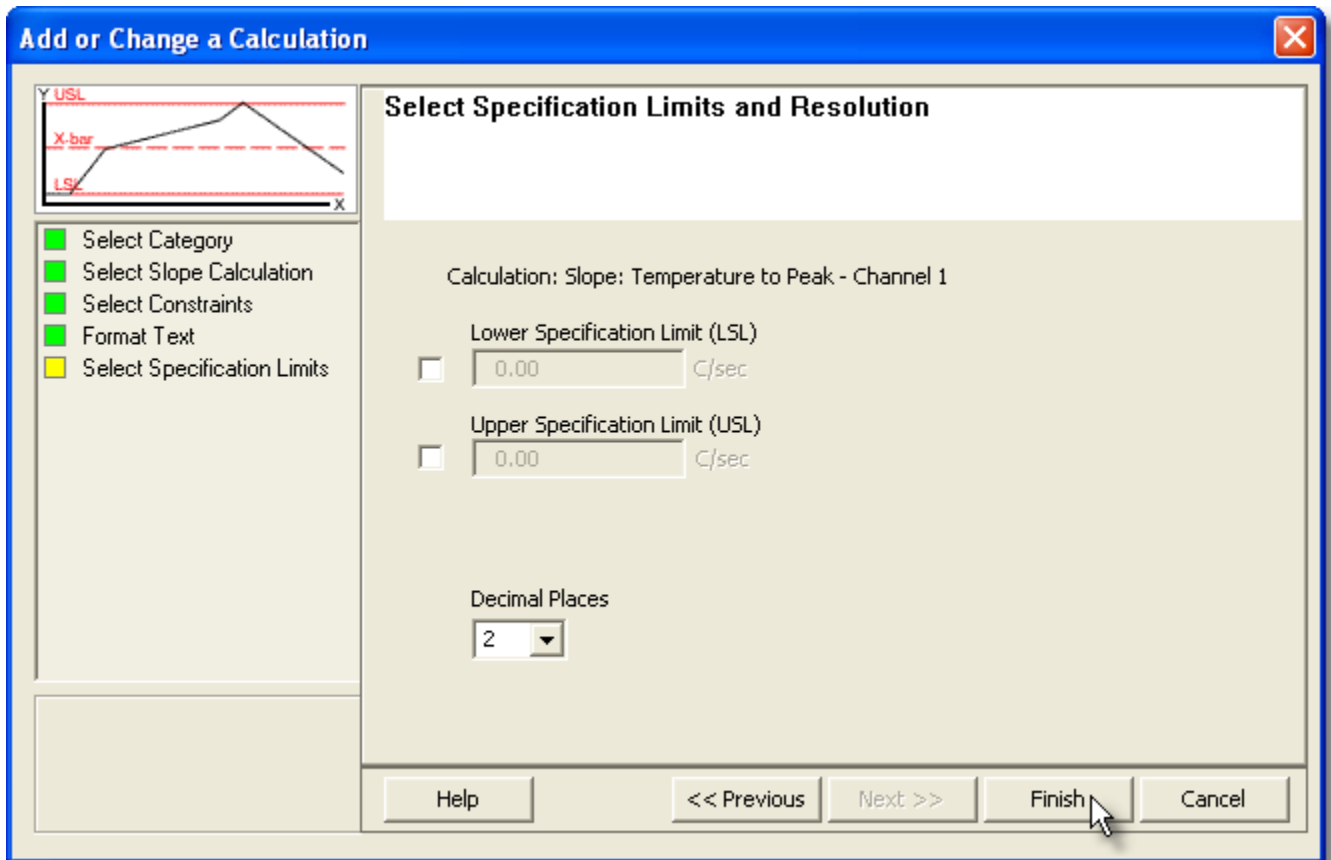 Add or Change a Calculation
Y USL
X-bar
LSL
X
Select Category
Select Slope Calculation
Select Constraints
Format Text
Select Specification Limits
Select Specification Limits and Resolution
Calculation: Slope: Temperature to Peak - Channel 1
Lower Specification Limit (LSL)
0.00 C/sec
Upper Specification Limit (USL)
0.00 C/sec
Decimal Places
2
Help << Previous Next >> Finish Cancel